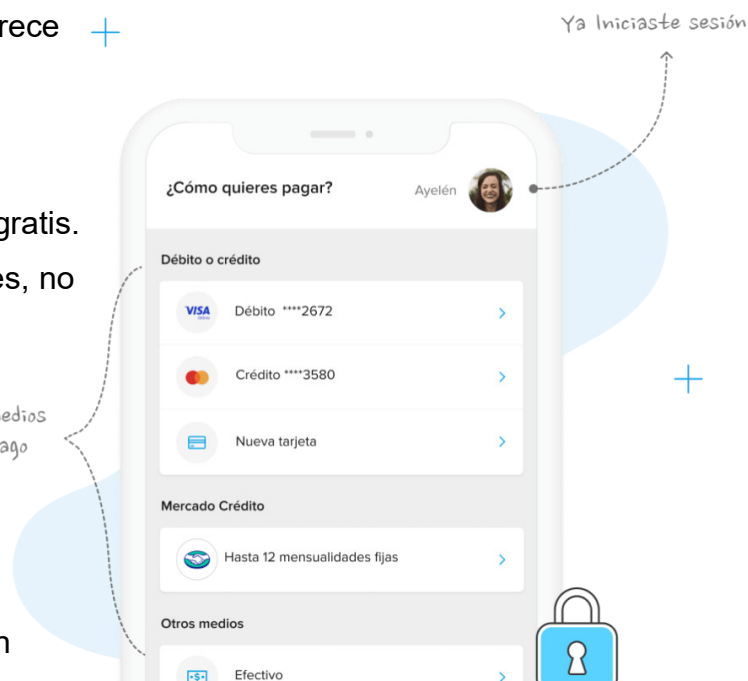 rece
Ya Iniciaste sesión
¿Cómo quieres pagar?
Ayelén
gratis.
es, no
Débito o crédito
VISA
Débito ****2672
Crédito ****3580
Nueva tarjeta
edios
ago
Mercado Crédito
Hasta 12 mensualidades fijas
Otros medios
n
Efectivo